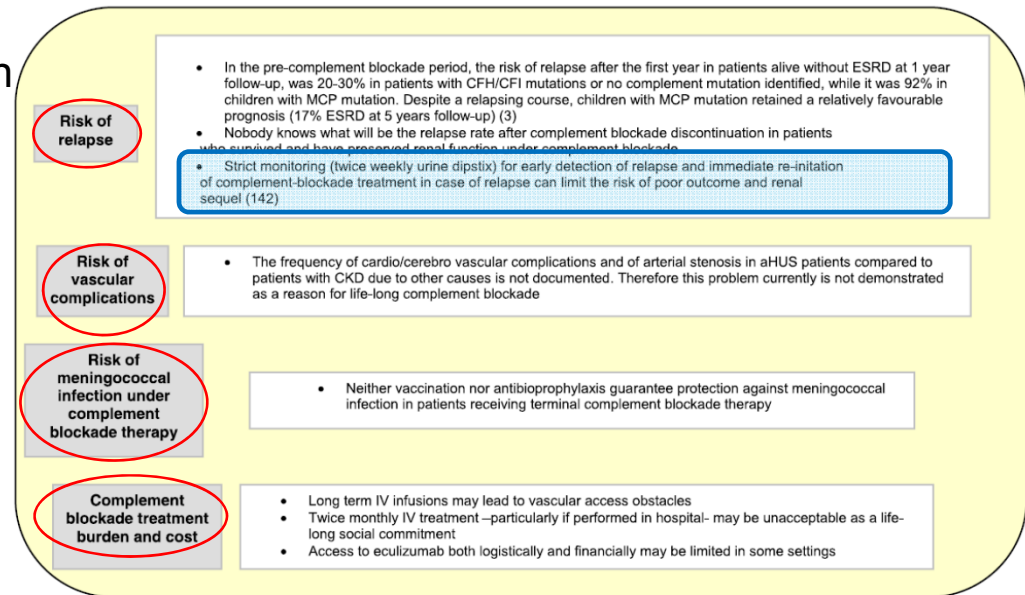 n
Risk of
relapse
• In the pre-complement blockade period, the risk of relapse after the first year in patients alive without ESRD at 1 year
follow-up, was 20-30% in patients with CFH/CFI mutations or no complement mutation identified, while it was 92% in
children with MCP mutation. Despite a relapsing course, children with MCP mutation retained a relatively favourable
prognosis (17% ESRD at 5 years follow-up) (3)
• Nobody knows what will be the relapse rate after complement blockade discontinuation in patients
who survived and have preserved renal function under complement blockade
• Strict monitoring (twice weekly urine dipstix) for early detection of relapse and immediate re-initation
of complement-blockade treatment in case of relapse can limit the risk of poor outcome and renal
sequel (142)
Risk of
vascular
complications
• The frequency of cardio/cerebro vascular complications and of arterial stenosis in aHUS patients compared to
patients with CKD due to other causes is not documented. Therefore this problem currently is not demonstrated
as a reason for life-long complement blockade
Risk of
meningococcal
infection under
complement
blockade therapy
• Neither vaccination nor antibioprophylaxis guarantee protection against meningococcal
infection in patients receiving terminal complement blockade therapy
Complement
blockade treatment
burden and cost
• Long term IV infusions may lead to vascular access obstacles
• Twice monthly IV treatment –particularly if performed in hospital- may be unacceptable as a life-
long social commitment
• Access to eculizumab both logistically and financially may be limited in some settings